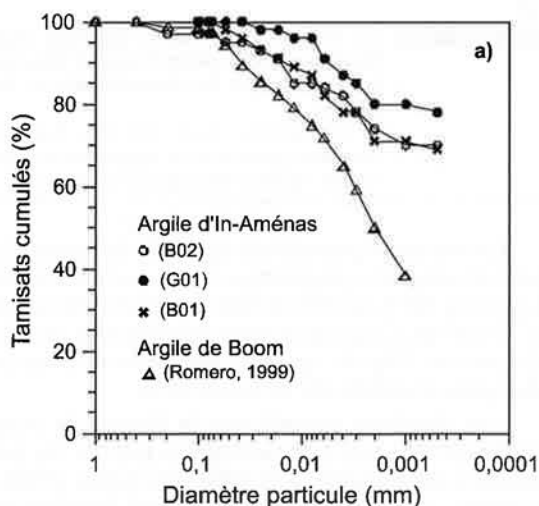 a)
Tamisats cumulés (%)
100
80
60
40
20
0
Argile d'In-Aménas
(B02)
(G01)
(B01)
Argile de Boom
(Romero, 1999)
1
0,1
0,01
0,001
0,0001
Diamètre particule (mm)